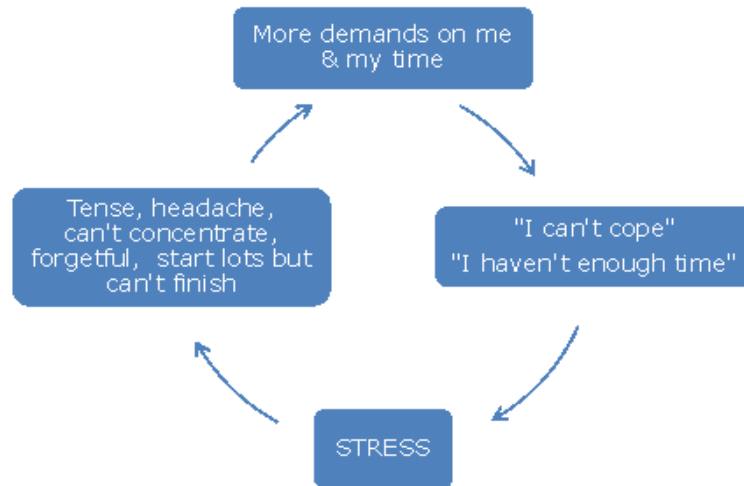 More demands on me
& my time
"I can't cope"
"I haven't enough time"
STRESS
Tense, headache,
can't concentrate,
forgetful, start lots but
can't finish